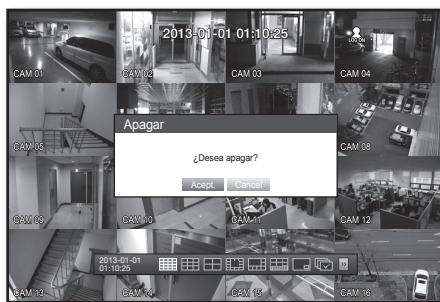 2013-01-01 01:10:25
LOG ON
CAM 01
CAM 02
CAM 03
CAM 04
Apagar
CAM 05
CAM 08
¿Desea apagar?
Acept.
Cancel
CAM 09
CAM 10
CAM 11
CAM 12
2013-01-01
01:10:25
CAM 13
CAM 14
CAM 15
CAM 16